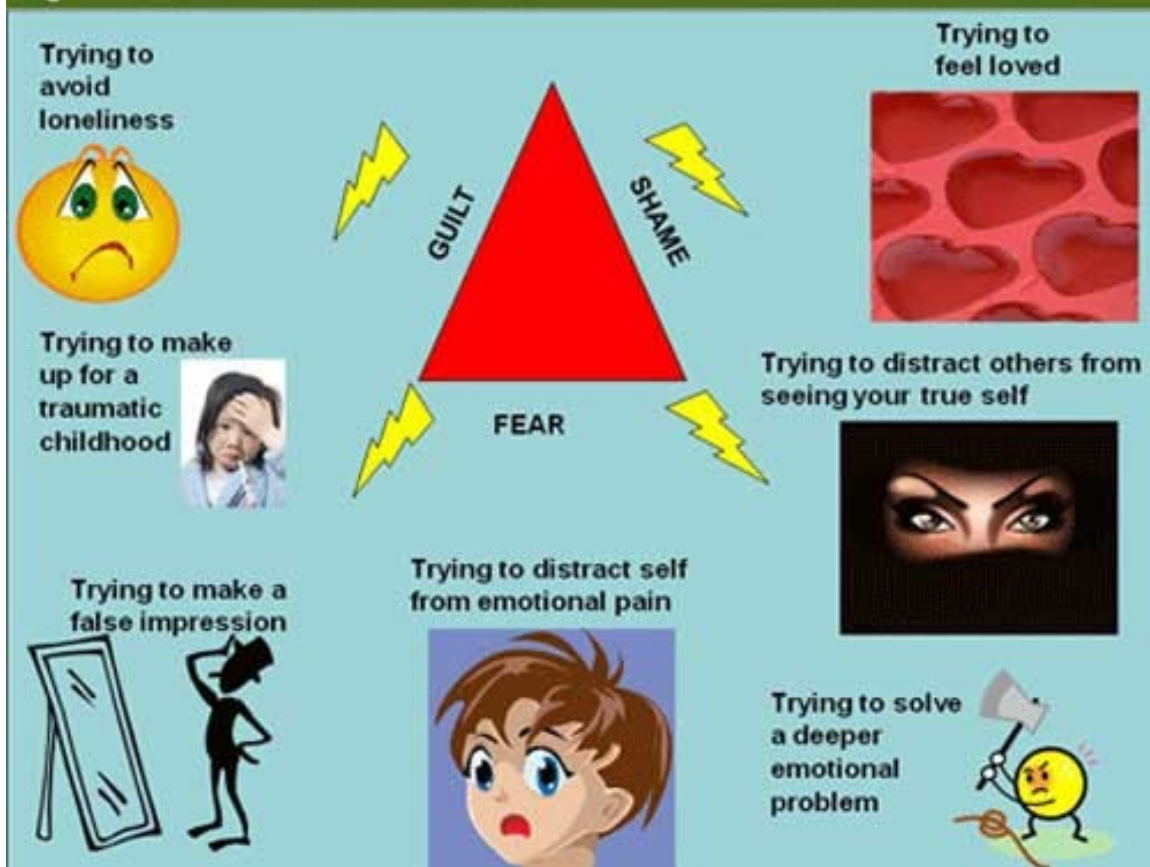 Trying to
avoid
loneliness
Trying to
feel loved
GUILT
SHAME
FEAR
Trying to make
up for a
traumatic
childhood
Trying to distract others from
seeing your true self
Trying to make a
false impression
Trying to distract self
from emotional pain
Trying to solve
a deeper
emotional
problem